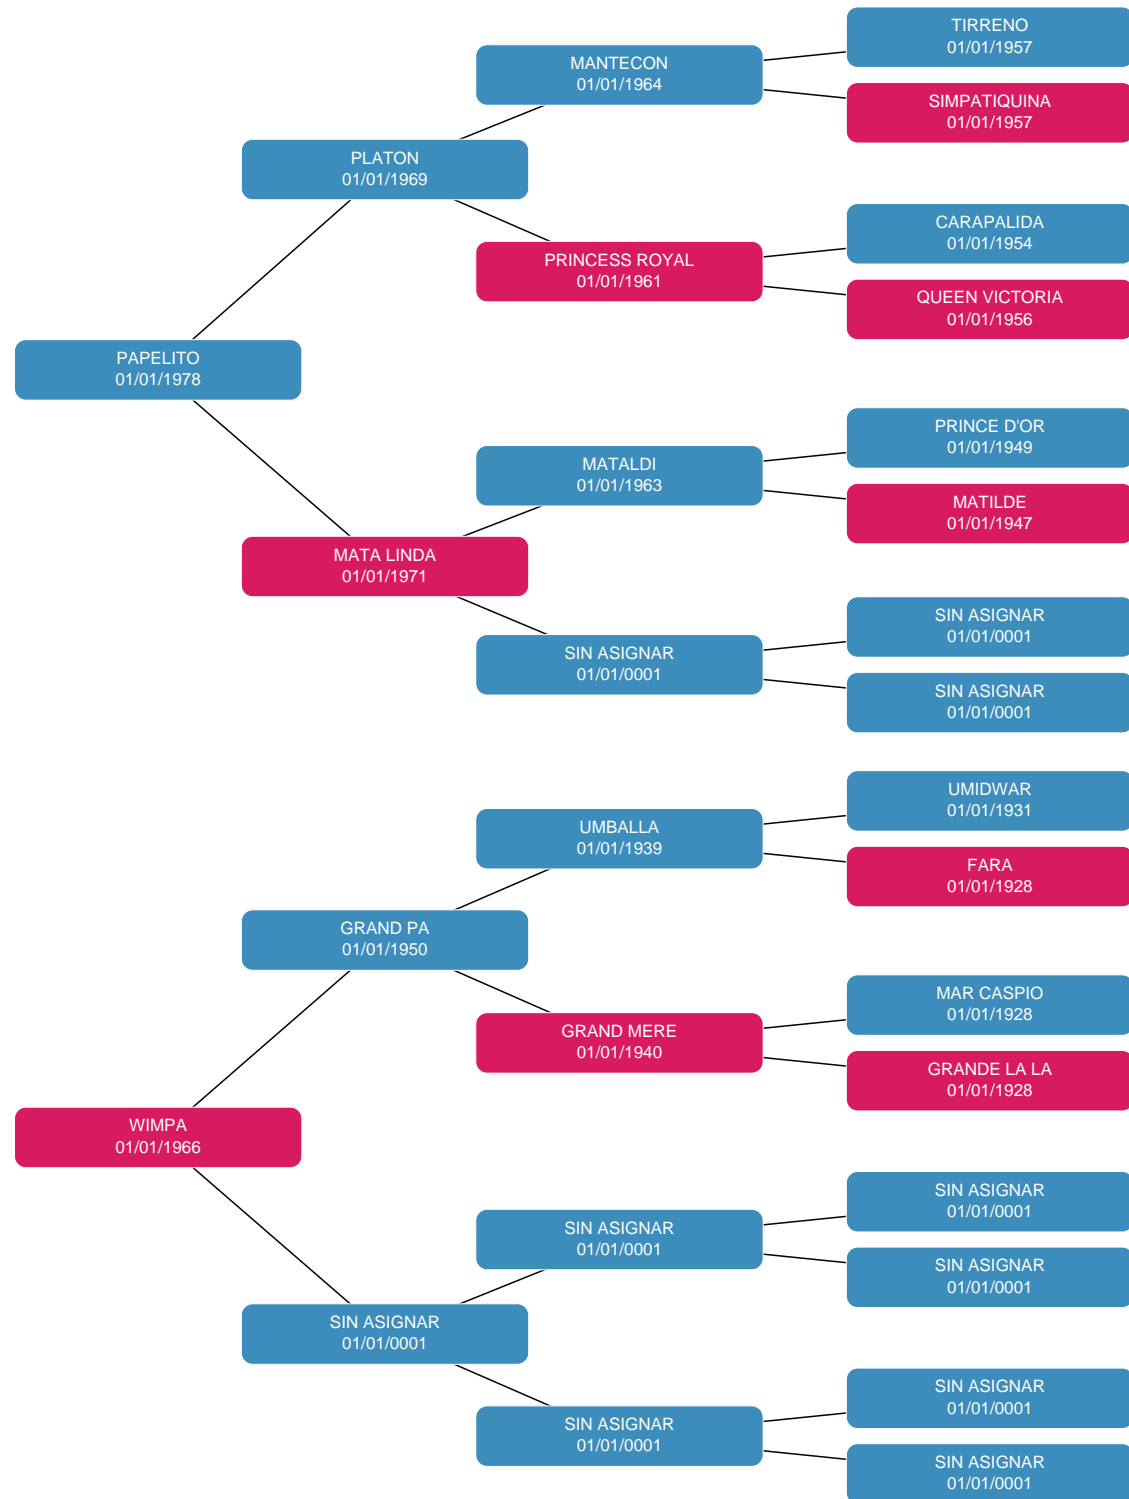 TIRRENO
01/01/1957
MANTECON
01/01/1964
SIMPATIQUINA
01/01/1957
PLATON
01/01/1969
CARAPALIDA
01/01/1954
PRINCESS ROYAL
01/01/1961
QUEEN VICTORIA
01/01/1956
PAPELITO
01/01/1978
PRINCE D'OR
01/01/1949
MATALDI
01/01/1963
MATILDE
01/01/1947
MATA LINDA
01/01/1971
SIN ASIGNAR
01/01/0001
SIN ASIGNAR
01/01/0001
SIN ASIGNAR
01/01/0001
UMIDWAR
01/01/1931
UMBALLA
01/01/1939
FARA
01/01/1928
GRAND PA
01/01/1950
MAR CASPIO
01/01/1928
GRAND MERE
01/01/1940
GRANDE LA LA
01/01/1928
WIMPA
01/01/1966
SIN ASIGNAR
01/01/0001
SIN ASIGNAR
01/01/0001
SIN ASIGNAR
01/01/0001
SIN ASIGNAR
01/01/0001
SIN ASIGNAR
01/01/0001
SIN ASIGNAR
01/01/0001
SIN ASIGNAR
01/01/0001